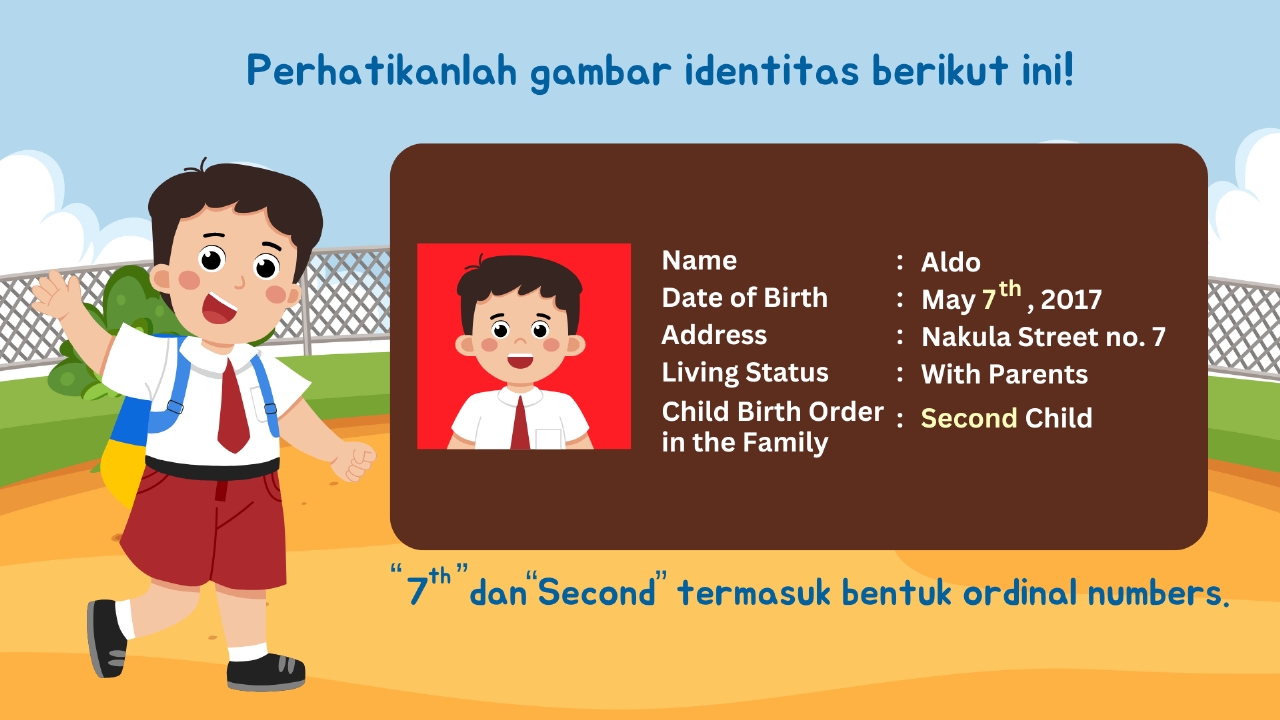 Perhatikanlah gambar identitas berikut ini!
Name : Aldo
Date of Birth : May 7th, 2017
Address : Nakula Street no. 7
Living Status : With Parents
Child Birth Order in the Family : Second Child
“7th” dan “Second” termasuk bentuk ordinal numbers.